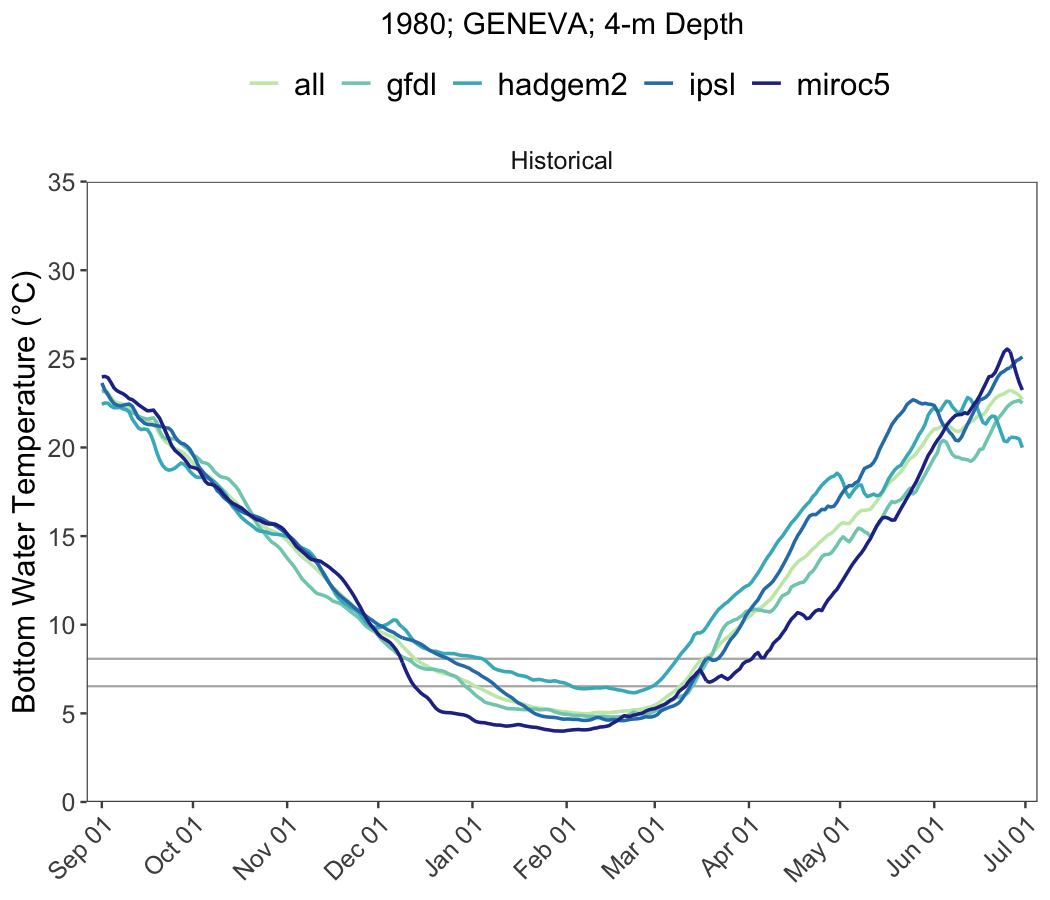 1980; GENEVA; 4-m Depth
all gfdl hadgem2 ipsl miroc5
Historical
Bottom Water Temperature (°C)
35
30
25
20
15
10
5
0
Sep 01 Oct 01 Nov 01 Dec 01 Jan 01 Feb 01 Mar 01 Apr 01 May 01 Jun 01 Jul 01